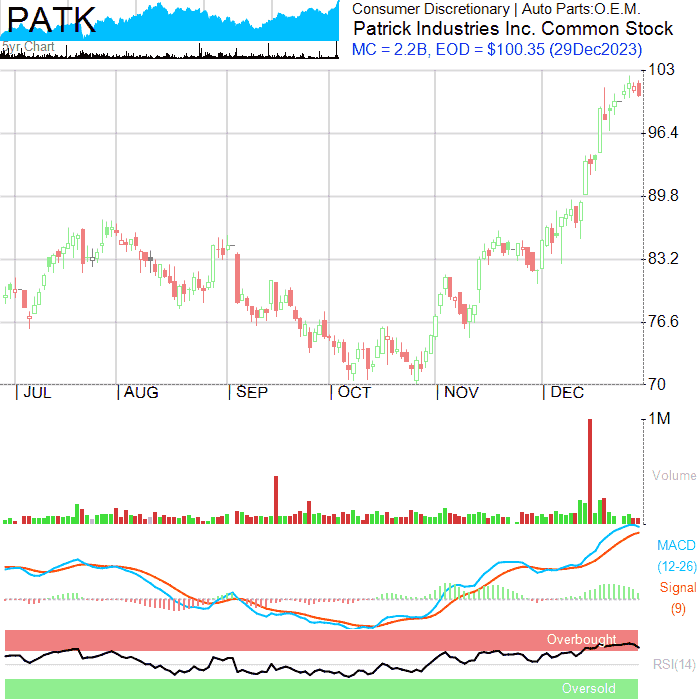 PATK
5yr Chart
Consumer Discretionary | Auto Parts:O.E.M.
Patrick Industries Inc. Common Stock
MC = 2.2B, EOD = $100.35 (29Dec2023)
103
96.4
89.8
83.2
76.6
70
JUL AUG SEP OCT NOV DEC
1M
Volume
MACD
(12-26)
Signal
(9)
Overbought
RSI(14)
Oversold